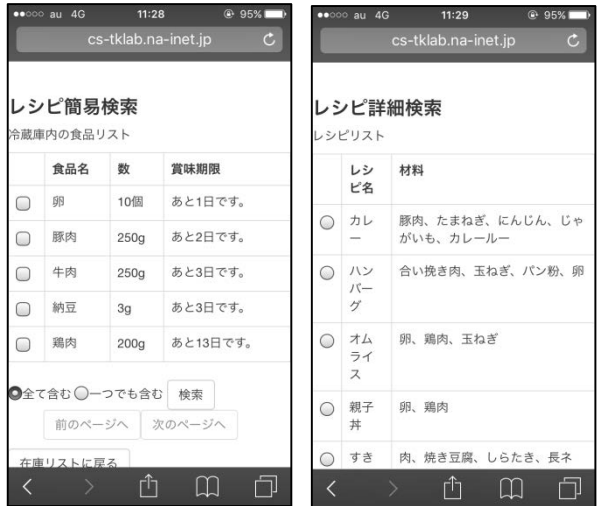 au 4G 11:28 95%
cs-tklab.na-inet.jp
レシピ簡易検索
冷蔵庫内の食品リスト
食品名 数 賞味期限
卵 10個 あと1日です。
豚肉 250g あと2日です。
牛肉 250g あと3日です。
納豆 3g あと3日です。
鶏肉 200g あと13日です。
全て含む 一つでも含む 検索
前のページへ 次のページへ
在庫リストに戻る
au 4G 11:29 95%
cs-tklab.na-inet.jp
レシピ詳細検索
レシピリスト
レシ
ピ名 材料
カレ
ー
豚肉、たまねぎ、にんじん、じゃ
がいも、カレールー
ハン
バー
グ
合い挽き肉、玉ねぎ、パン粉、卵
オム
ライ
ス
卵、鶏肉、玉ねぎ
親子
丼
卵、鶏肉
すき
肉、焼き豆腐、しらたき、長ネ